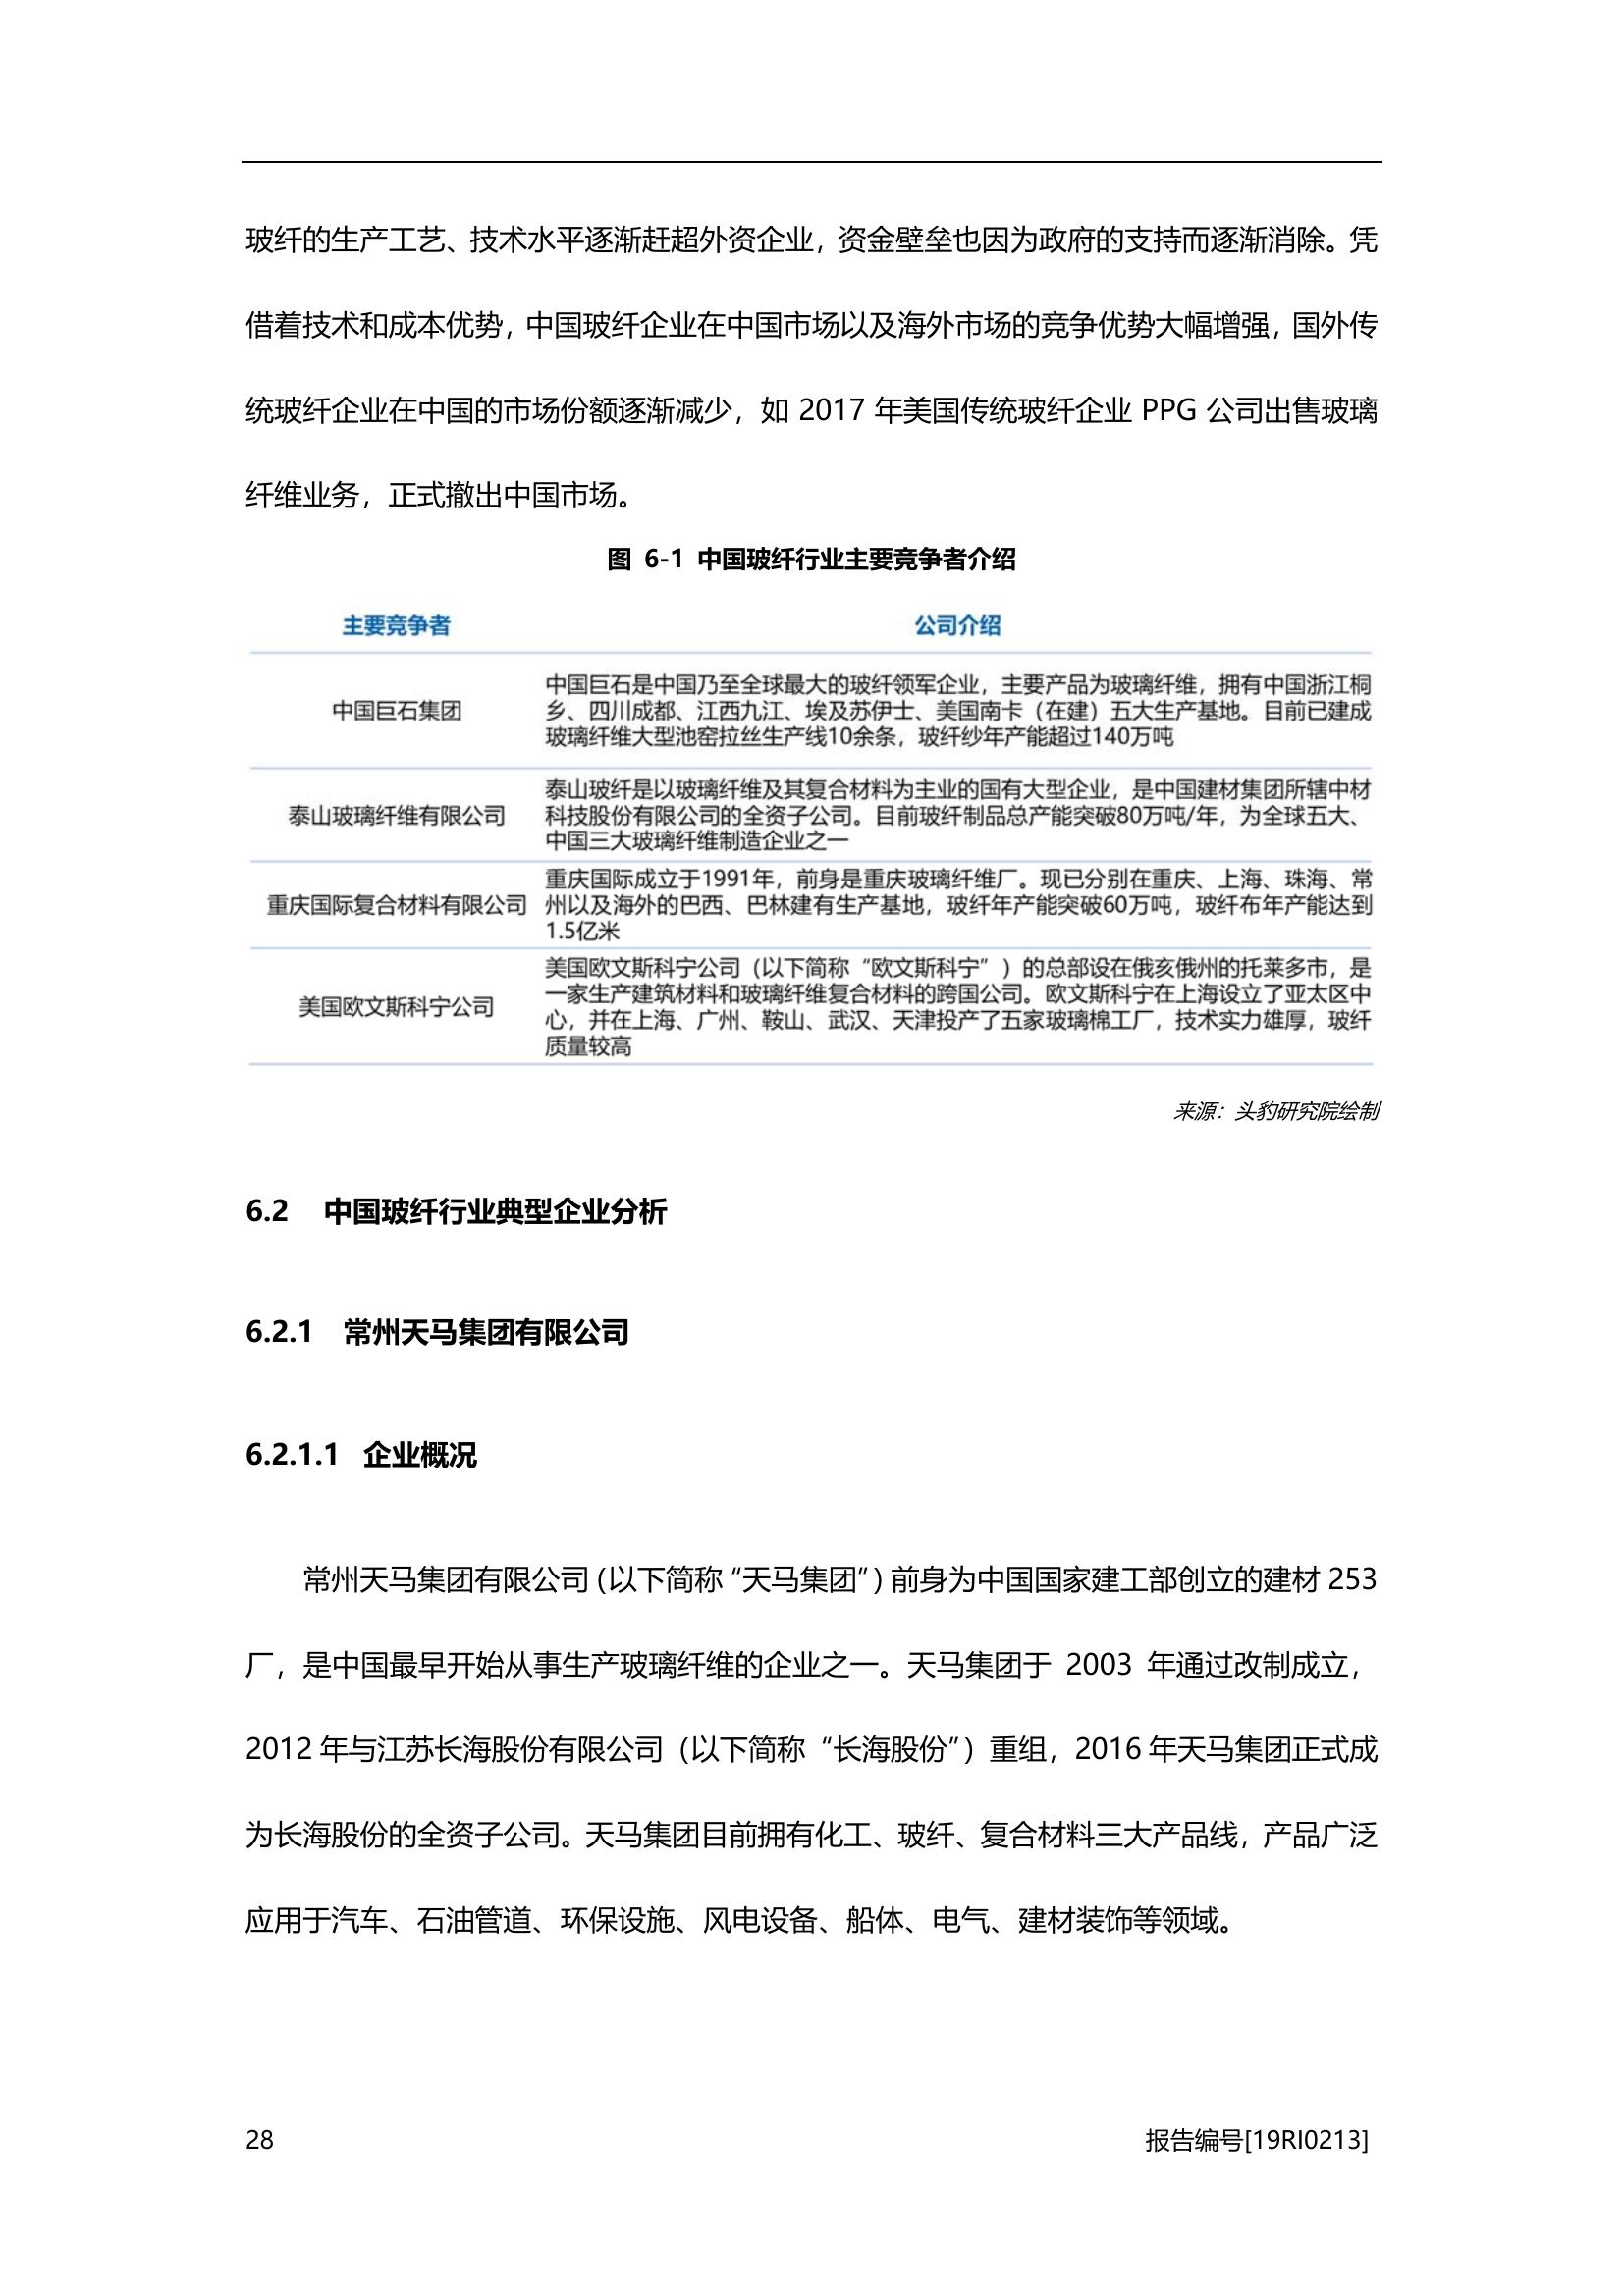 玻纤的生产工艺、技术水平逐渐赶超外资企业，资金壁垒也因为政府的支持而逐渐消除。凭
借着技术和成本优势，中国玻纤企业在中国市场以及海外市场的竞争优势大幅增强，国外传
统玻纤企业在中国的市场份额逐渐减少，如 2017 年美国传统玻纤企业 PPG 公司出售玻璃
纤维业务，正式撤出中国市场。
图 6-1 中国玻纤行业主要竞争者介绍
主要竞争者 公司介绍
中国巨石集团
中国巨石是中国乃至全球最大的玻纤领军企业，主要产品为玻璃纤维，拥有中国浙江桐
乡、四川成都、江西九江、埃及苏伊士、美国南卡（在建）五大生产基地。目前已建成
玻璃纤维大型池窑拉丝生产线10余条，玻纤纱年产能超过140万吨
泰山玻璃纤维有限公司
泰山玻纤是以玻璃纤维及其复合材料为主业的国有大型企业，是中国建材集团所辖中材
科技股份有限公司的全资子公司。目前玻纤制品总产能突破80万吨/年，为全球五大、
中国三大玻璃纤维制造企业之一
重庆国际复合材料有限公司
重庆国际成立于1991年，前身是重庆玻璃纤维厂。现已分别在重庆、上海、珠海、常
州以及海外的巴西、巴林建有生产基地，玻纤年产能突破60万吨，玻纤布年产能达到
1.5亿米
美国欧文斯科宁公司
美国欧文斯科宁公司（以下简称“欧文斯科宁”）的总部设在俄亥俄州的托莱多市，是
一家生产建筑材料和玻璃纤维复合材料的跨国公司。欧文斯科宁在上海设立了亚太区中
心，并在上海、广州、鞍山、武汉、天津投产了五家玻璃棉工厂，技术实力雄厚，玻纤
质量较高
来源：头豹研究院绘制
6.2 中国玻纤行业典型企业分析
6.2.1 常州天马集团有限公司
6.2.1.1 企业概况
常州天马集团有限公司（以下简称“天马集团”）前身为中国国家建工部创立的建材 253
厂，是中国最早开始从事生产玻璃纤维的企业之一。天马集团于 2003 年通过改制成立，
2012 年与江苏长海股份有限公司（以下简称“长海股份”）重组，2016 年天马集团正式成
为长海股份的全资子公司。天马集团目前拥有化工、玻纤、复合材料三大产品线，产品广泛
应用于汽车、石油管道、环保设施、风电设备、船体、电气、建材装饰等领域。
28 报告编号[19RI0213]